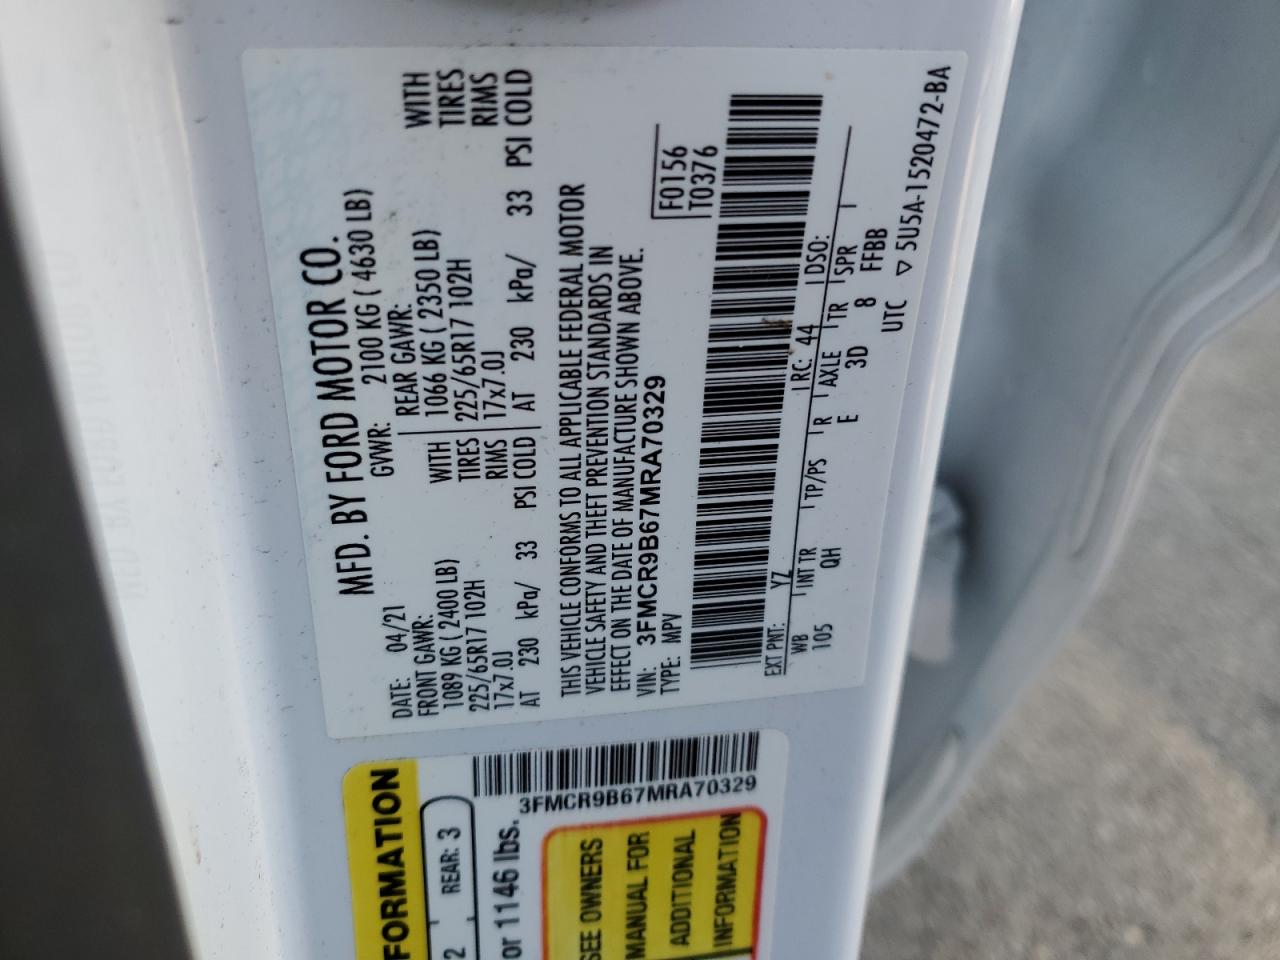 MFD. BY FORD MOTOR CO.
DATE: 04/21 GVWR: 2100 KG ( 4630 LB)
FRONT GAWR: REAR GAWR:
1089 KG ( 2400 LB) WITH 1066 KG ( 2350 LB) WITH
225/65R17 102H TIRES 225/65R17 102H TIRES
17x7.0J RIMS 17x7.0J RIMS
AT 230 kPa/ 33 PSI COLD AT 230 kPa/ 33 PSI COLD
THIS VEHICLE CONFORMS TO ALL APPLICABLE FEDERAL MOTOR
VEHICLE SAFETY AND THEFT PREVENTION STANDARDS IN
EFFECT ON THE DATE OF MANUFACTURE SHOWN ABOVE.
VIN: 3FMCR9B67MRA70329
TYPE: MPV
F0156
T0376
EXT PNT: YZ RC: 44 DSO:
WB INT TR TP/PS R AXLE TR SPR
105 QH E 3D 8 FFBB
UTC ▽ 5U5A-1520472-BA
3FMCR9B67MRA70329
FORMATION
2 REAR: 3
or 1146 lbs.
SEE OWNERS
MANUAL FOR
ADDITIONAL
INFORMATION